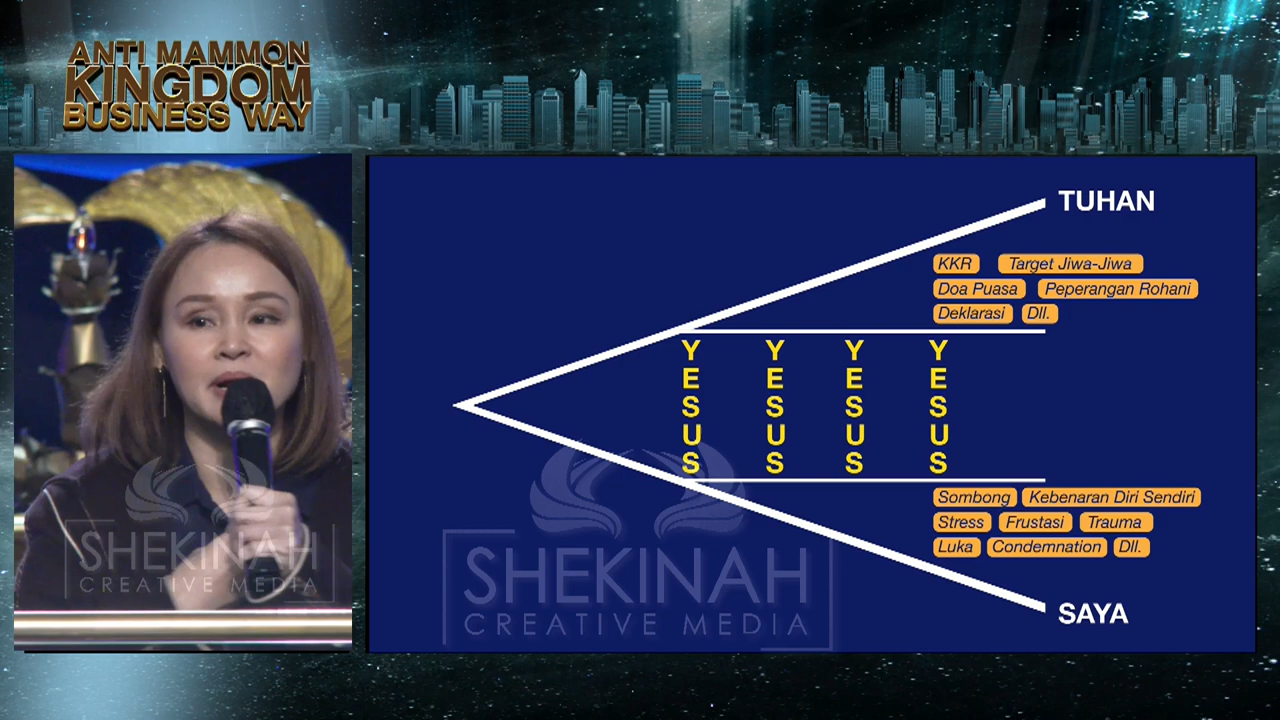 ANTI MAMMON
KINGDOM
BUSINESS WAY
TUHAN
KKR Target Jiwa-Jiwa
Doa Puasa Peperangan Rohani
Deklarasi Dll.
Y Y Y Y
E E E E
S S S S
U U U U
S S S S
Sombong Kebenaran Diri Sendiri
Stress Frustasi Trauma
Luka Condemnation Dll.
SAYA
SHEKINAH
CREATIVE MEDIA
SHEKINAH
CREATIVE MEDIA